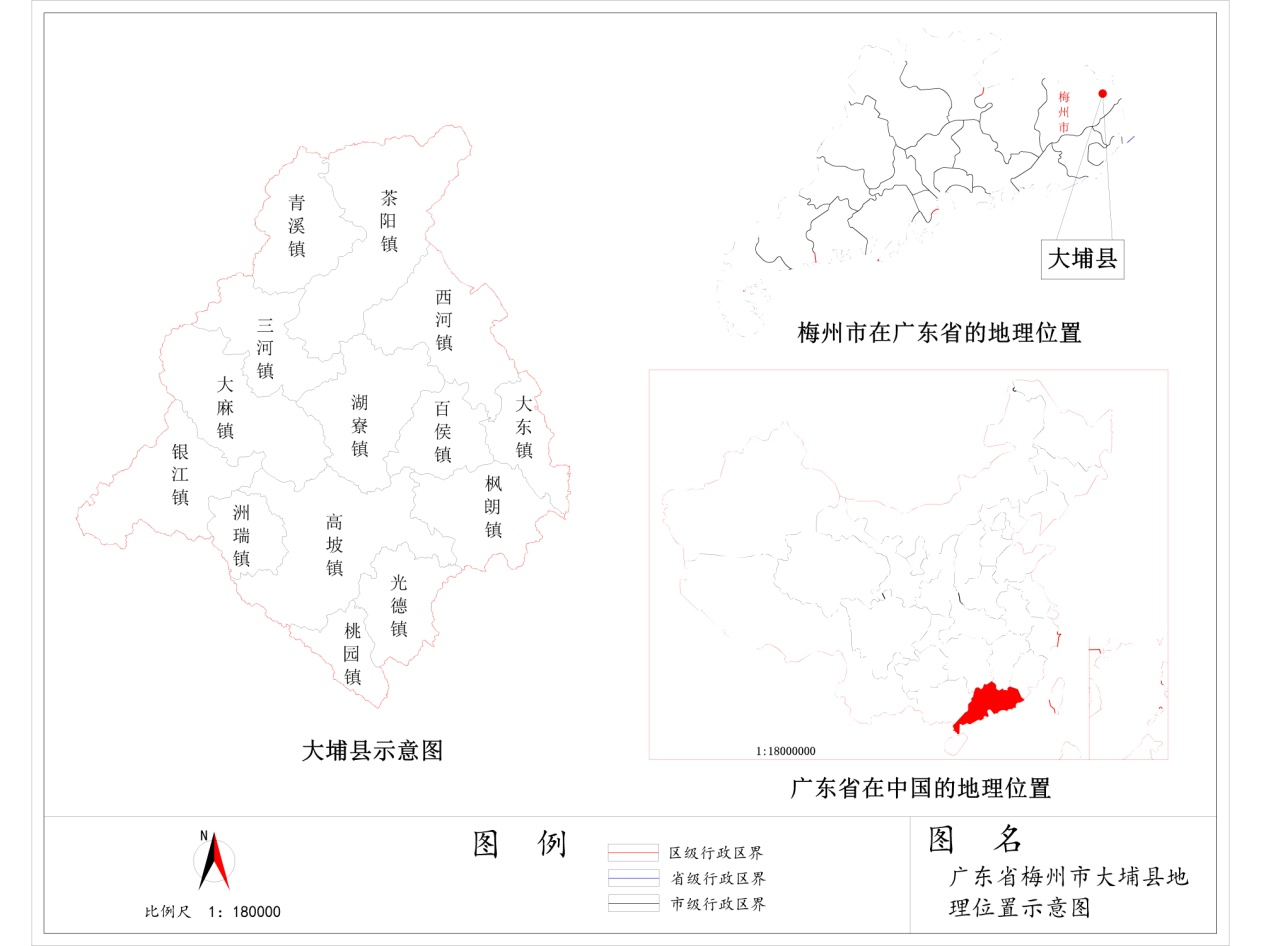 青溪镇
茶阳镇
西河镇
三河镇
大麻镇
湖寮镇
百侯镇
大东镇
银江镇
枫朗镇
洲瑞镇
高坡镇
光德镇
桃园镇
大埔县示意图
梅州市
大埔县
梅州市在广东省的地理位置
1:18000000
广东省在中国的地理位置
N
比例尺 1: 180000
图 例
区级行政区界
省级行政区界
市级行政区界
图 名
广东省梅州市大埔县地
理位置示意图